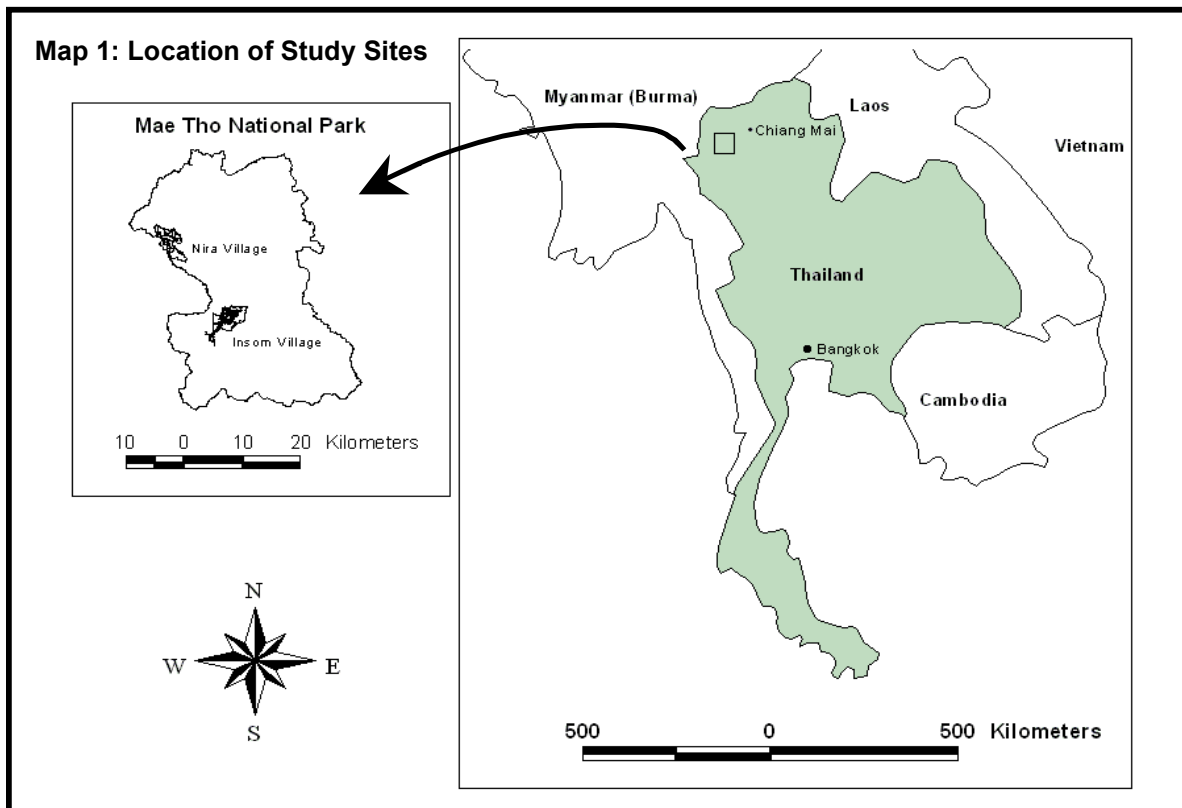 Map 1: Location of Study Sites
Mae Tho National Park
Nira Village
Insom Village
10 0 10 20 Kilometers
N
W E
S
Myanmar (Burma)
Laos
Chiang Mai
Vietnam
Thailand
Bangkok
Cambodia
500 0 500 Kilometers